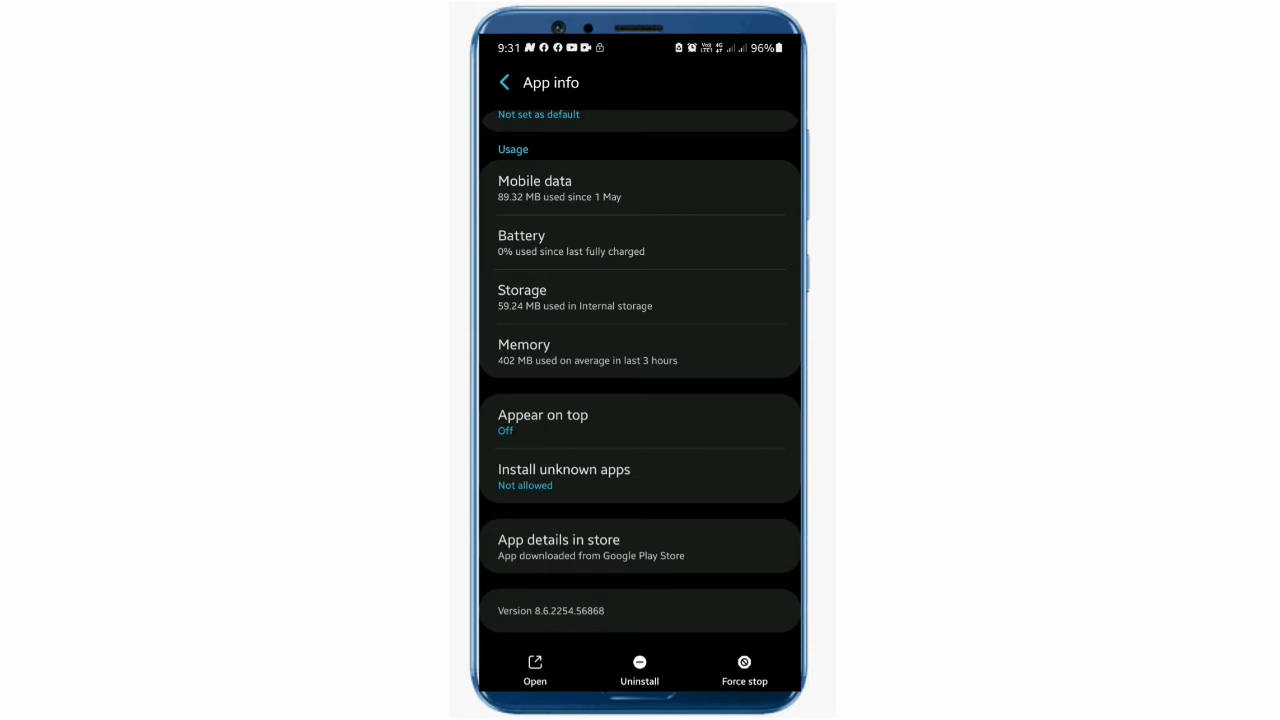 9:31 96%
App info
Not set as default
Usage
Mobile data
89.32 MB used since 1 May
Battery
0% used since last fully charged
Storage
59.24 MB used in Internal storage
Memory
402 MB used on average in last 3 hours
Appear on top
Off
Install unknown apps
Not allowed
App details in store
App downloaded from Google Play Store
Version 8.6.2254.56868
Open Uninstall Force stop